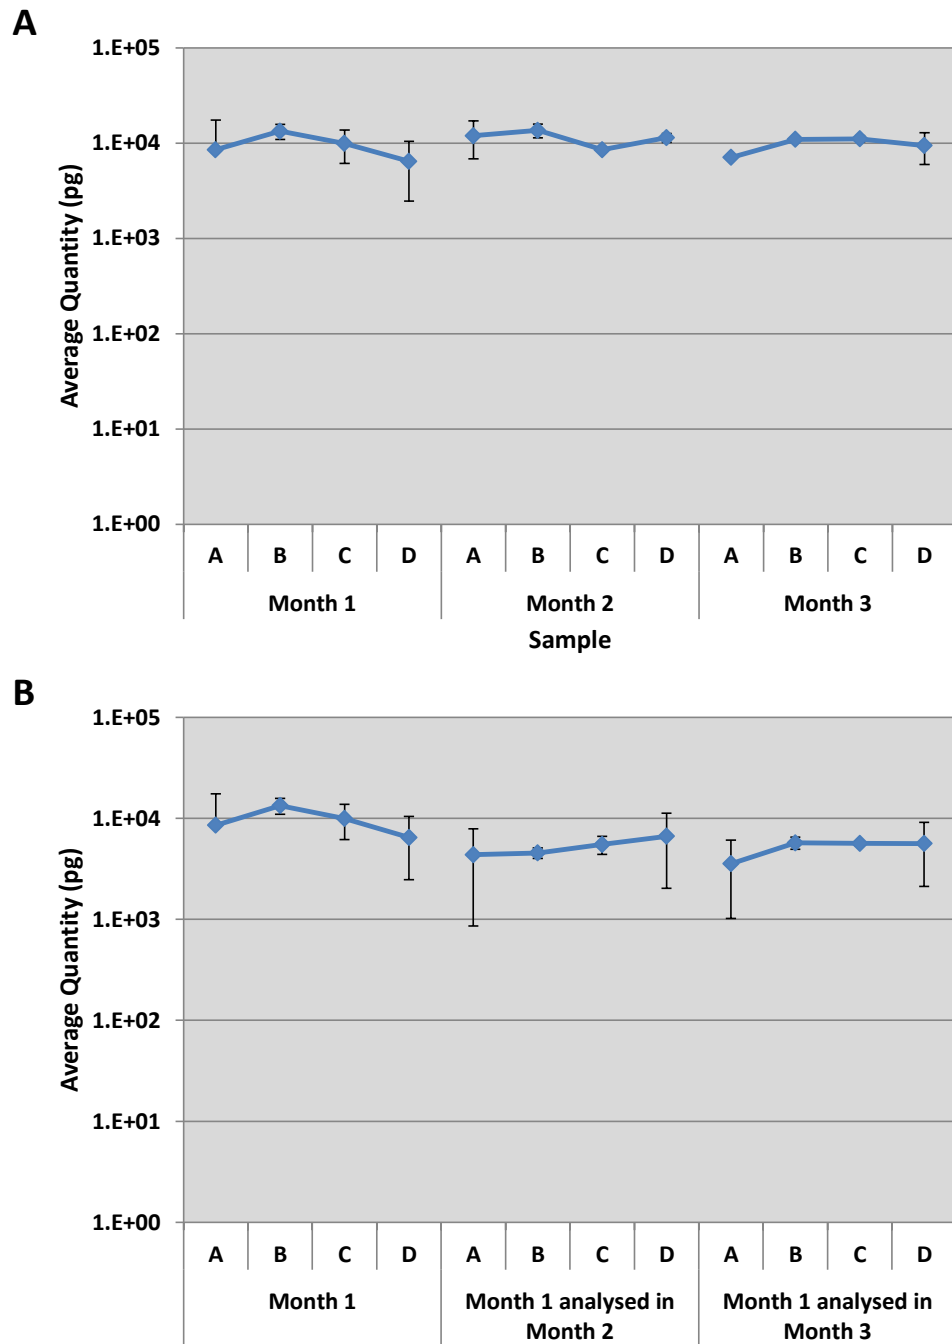 A
1.E+05
1.E+04
1.E+03
1.E+02
1.E+01
1.E+00
Average Quantity (pg)
A B C D A B C D A B C D
Month 1 Month 2 Month 3
Sample
B
1.E+05
1.E+04
1.E+03
1.E+02
1.E+01
1.E+00
Average Quantity (pg)
A B C D A B C D A B C D
Month 1 Month 1 analysed in Month 1 analysed in
Month 2 Month 3